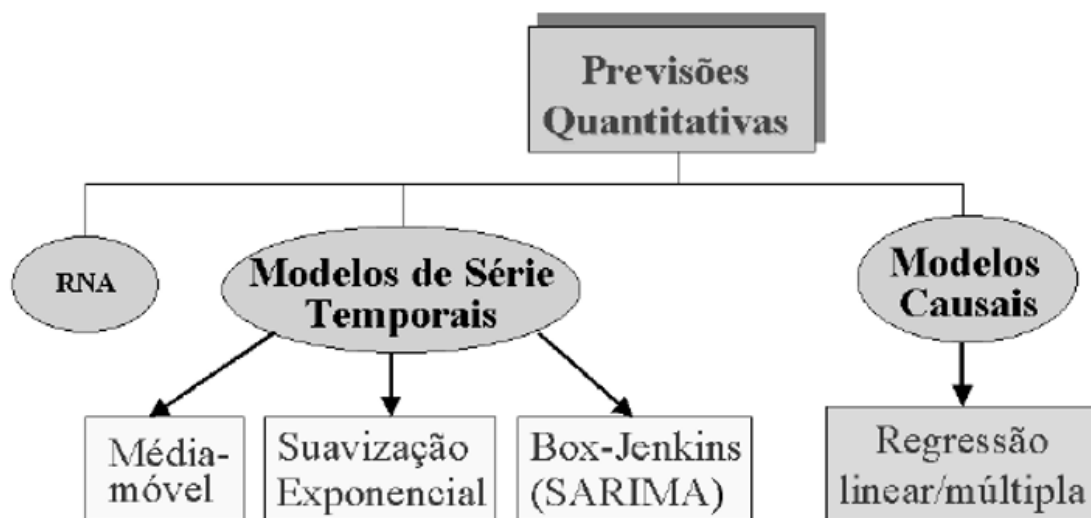 Previsões
Quantitativas
RNA
Modelos de Série
Temporais
Modelos
Causais
Média-
móvel
Suavização
Exponencial
Box-Jenkins
(SARIMA)
Regressão
linear/múltipla